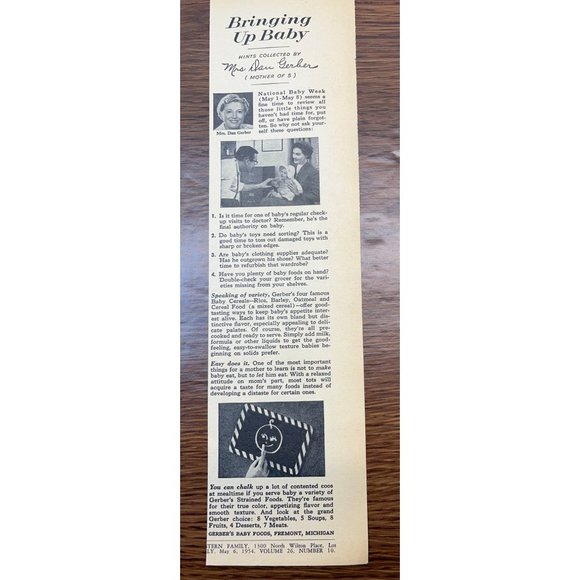 Bringing
Up Baby
HINTS COLLECTED BY
Mrs Dan Gerber
( MOTHER OF 5 )
National Baby Week
(May 1-May 8) seems a
fine time to review all
those little things you
haven't had time for, put
off, or have plain forgot-
ten. So why not ask your-
self these questions:
Mrs. Dan Gerber
1. Is it time for one of baby's regular check-
up visits to doctor? Remember, he's the
final authority on baby.
2. Do baby's toys need sorting? This is a
good time to toss out damaged toys with
sharp or broken edges.
3. Are baby's clothing supplies adequate?
Has he outgrown his shoes? What better
time to refurbish that wardrobe?
4. Have you plenty of baby foods on hand?
Double-check your grocer for the vari-
eties missing from your shelves.
Speaking of variety, Gerber's four famous
Baby Cereals—Rice, Barley, Oatmeal and
Cereal Food (a mixed cereal)—offer good-
tasting ways to keep baby's appetite inter-
est alive. Each has its own bland but dis-
tinctive flavor, especially appealing to deli-
cate palates. Of course, they're all pre-
cooked and ready to serve. Simply add milk,
formula or other liquids to get the good-
feeling, easy-to-swallow texture babies be-
ginning on solids prefer.
Easy does it. One of the most important
things for a mother to learn is not to make
baby eat, but to let him eat. With a relaxed
attitude on mom's part, most tots will
acquire a taste for many foods instead of
developing a distaste for certain ones.
You can chalk up a lot of contented coos
at mealtime if you serve baby a variety of
Gerber's Strained Foods. They're famous
for their true color, appetizing flavor and
smooth texture. And look at the grand
Gerber choice: 8 Vegetables, 5 Soups, 8
Fruits, 4 Desserts, 7 Meats.
GERBER'S BABY FOODS, FREMONT, MICHIGAN
TERN FAMILY, 1300 North Wilton Place, Los
LY. May 6, 1954. VOLUME 26, NUMBER 10.